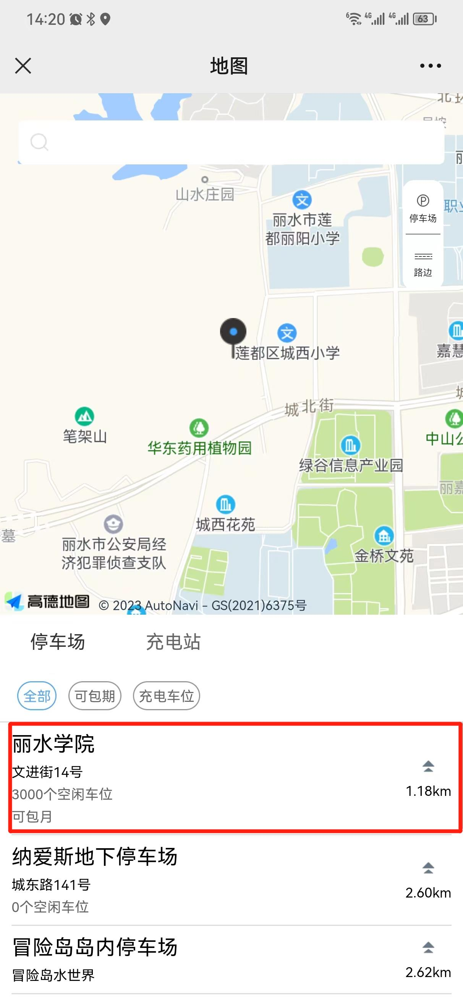 14:20
6 4G 4G 63
地图
北环
丽
山水庄园
丽水市莲
都丽阳小学
停车场
职业
路边
莲都区城西小学
嘉慧
城北街
城
笔架山
华东药用植物园
中山公
绿谷信息产业园
丽嘉
城西花苑
墓
丽水市公安局经
济犯罪侦查支队
金桥文苑
高德地图 © 2023 AutoNavi - GS(2021)6375号
停车场 充电站
全部 可包期 充电车位
丽水学院
文进街14号
3000个空闲车位
1.18km
可包月
纳爱斯地下停车场
城东路141号
2.60km
0个空闲车位
冒险岛岛内停车场
冒险岛水世界
2.62km